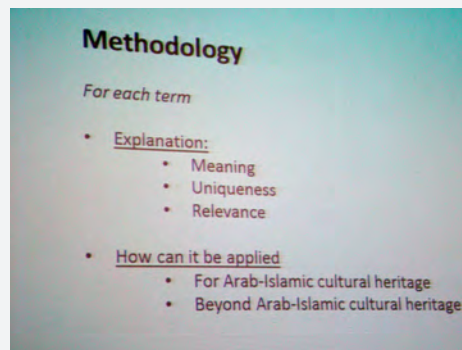 Methodology
For each term
• Explanation:
• Meaning
• Uniqueness
• Relevance
• How can it be applied
• For Arab-Islamic cultural heritage
• Beyond Arab-Islamic cultural heritage